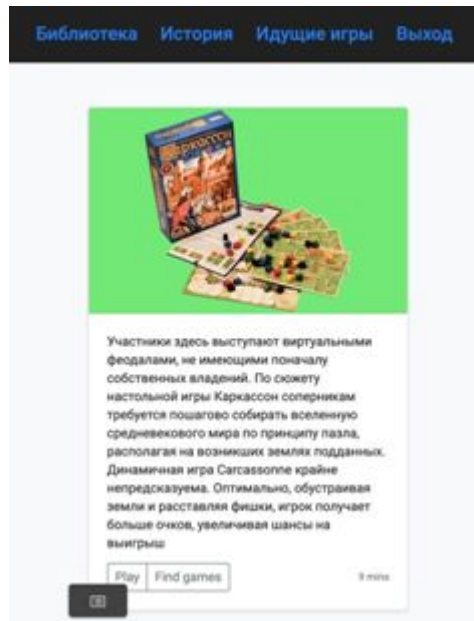 Библиотека История Идущие игры Выход
Каркассон
Участники здесь выступают виртуальными
феодалами, не имеющими поначалу
собственных владений. По сюжету
настольной игры Каркассон соперникам
требуется пошагово собирать вселенную
средневекового мира по принципу пазла,
располагая на возникших землях подданных.
Динамичная игра Carcassonne крайне
непредсказуема. Оптимально, обустраивая
земли и расставляя фишки, игрок получает
больше очков, увеличивая шансы на
выигрыш
Play Find games 9 mins